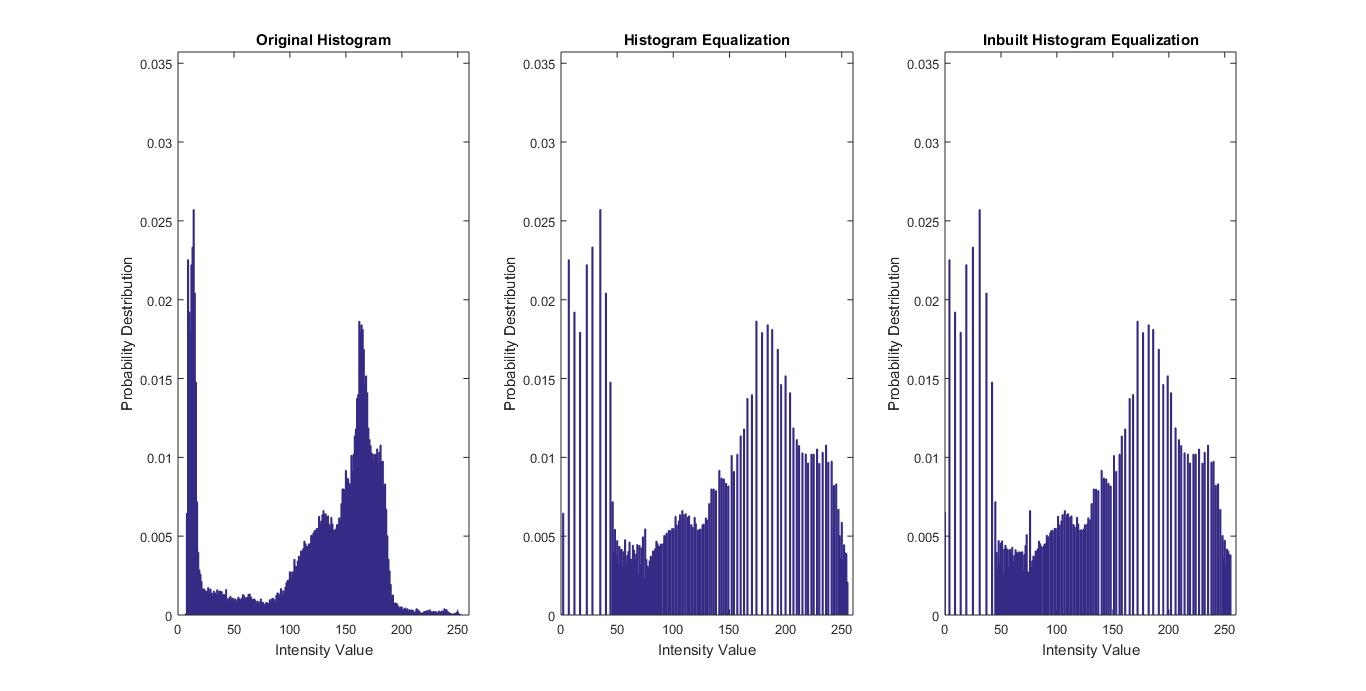 Original Histogram
Probability Destribution
0.035
0.03
0.025
0.02
0.015
0.01
0.005
0
0 50 100 150 200 250
Intensity Value
Histogram Equalization
Probability Destribution
0.035
0.03
0.025
0.02
0.015
0.01
0.005
0
0 50 100 150 200 250
Intensity Value
Inbuilt Histogram Equalization
Probability Destribution
0.035
0.03
0.025
0.02
0.015
0.01
0.005
0
0 50 100 150 200 250
Intensity Value